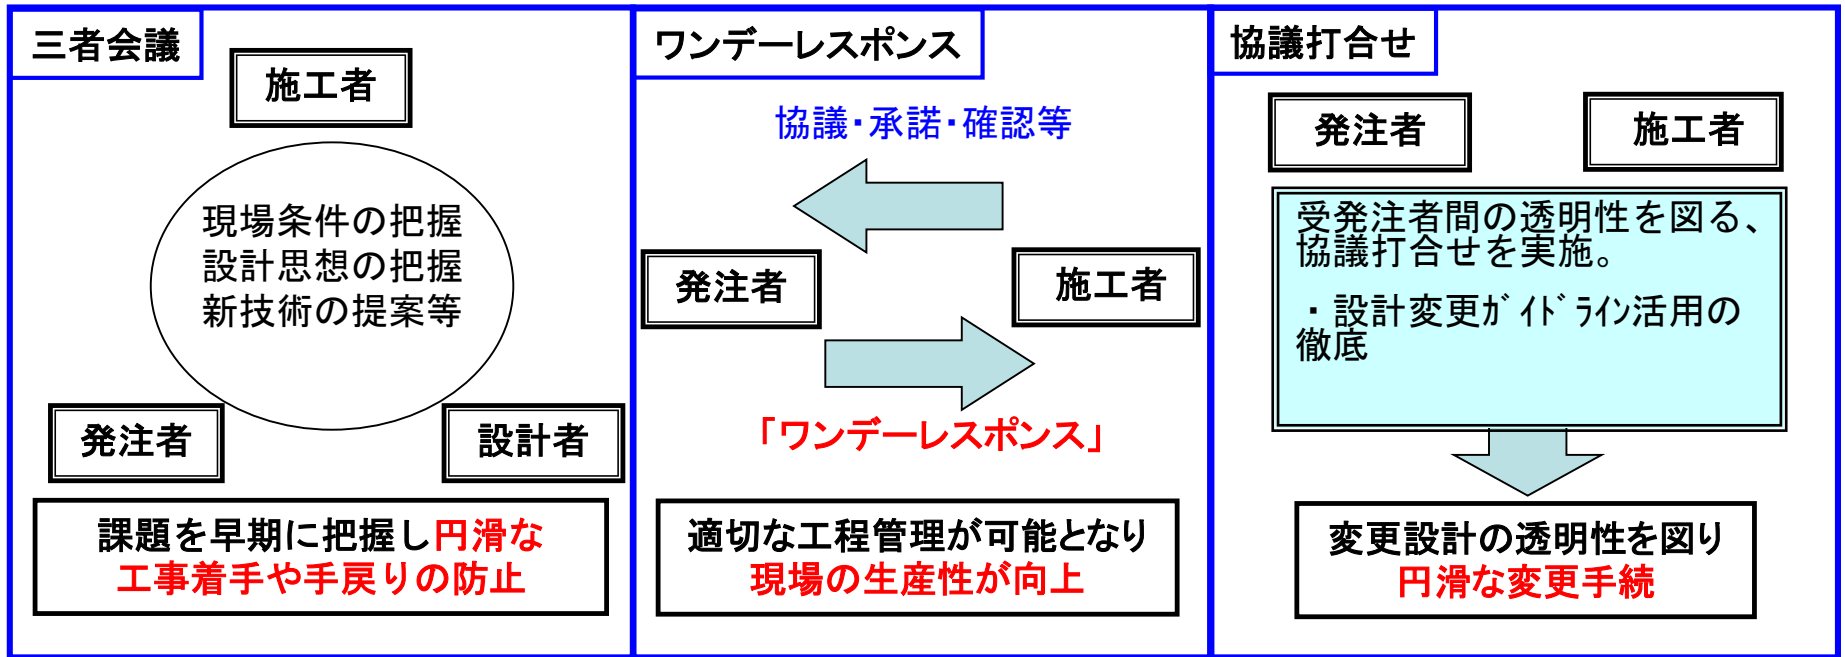 三者会議
施工者
現場条件の把握
設計思想の把握
新技術の提案等
発注者
設計者
課題を早期に把握し円滑な
工事着手や手戻りの防止
ワンデーレスポンス
協議・承諾・確認等
発注者
施工者
「ワンデーレスポンス」
適切な工程管理が可能となり
現場の生産性が向上
協議打合せ
発注者
施工者
受発注者間の透明性を図る、
協議打合せを実施。
・設計変更ｶﾞｲﾄﾞﾗｲﾝ活用の
徹底
変更設計の透明性を図り
円滑な変更手続